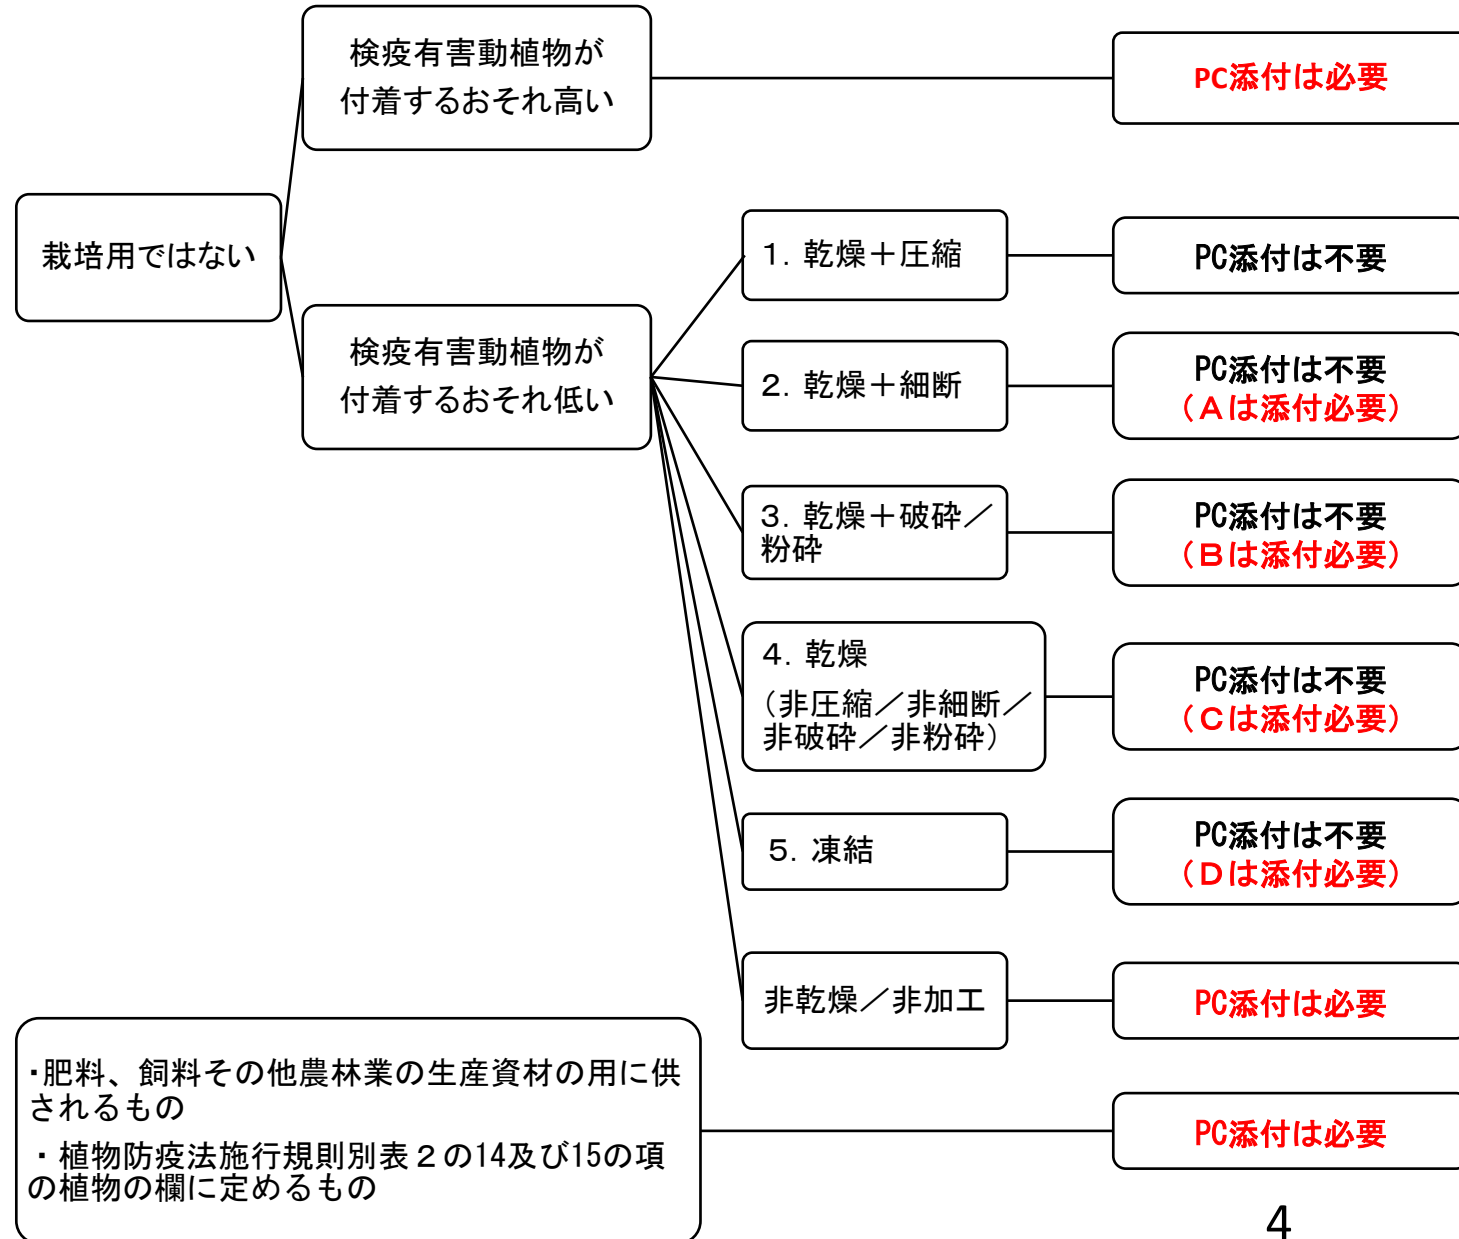 検疫有害動植物が
付着するおそれ高い
PC添付は必要
栽培用ではない
検疫有害動植物が
付着するおそれ低い
１．乾燥＋圧縮
PC添付は不要
２．乾燥＋細断
PC添付は不要
（Ａは添付必要）
３．乾燥＋破砕／
粉砕
PC添付は不要
（Ｂは添付必要）
４．乾燥
（非圧縮／非細断／
非破砕／非粉砕）
PC添付は不要
（Ｃは添付必要）
５．凍結
PC添付は不要
（Ｄは添付必要）
非乾燥／非加工
PC添付は必要
・肥料、飼料その他農林業の生産資材の用に供
されるもの
・植物防疫法施行規則別表２の14及び15の項
の植物の欄に定めるもの
PC添付は必要
4